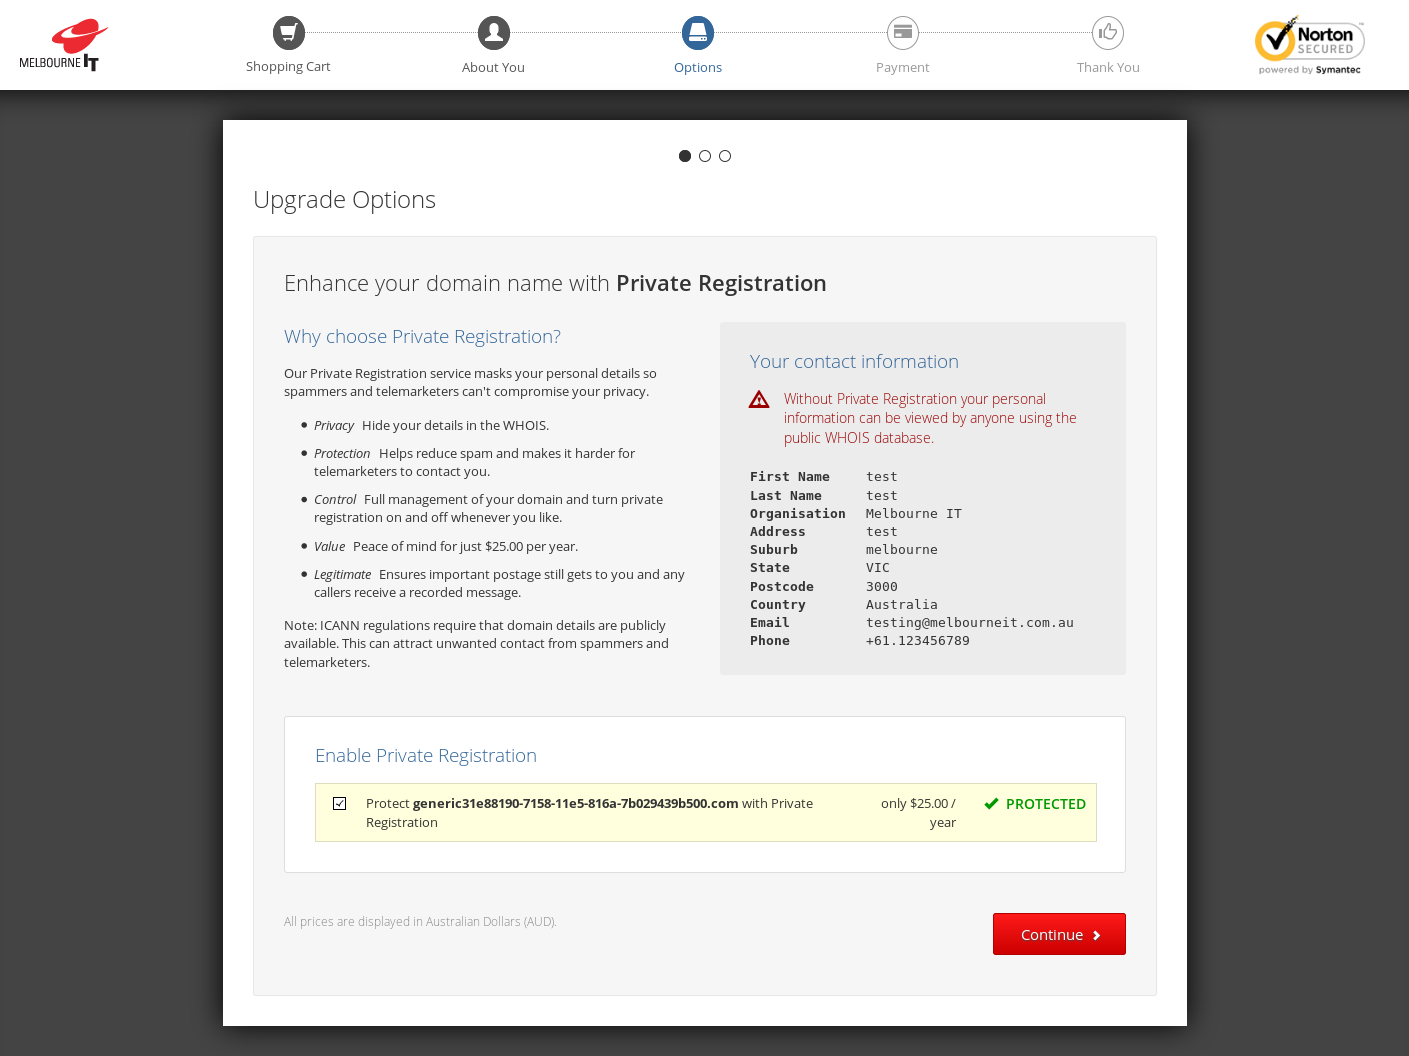 MELBOURNE IT
Shopping Cart
About You
Options
Payment
Thank You
Norton
SECURED
powered by Symantec
Upgrade Options
Enhance your domain name with Private Registration
Why choose Private Registration?
Our Private Registration service masks your personal details so
spammers and telemarketers can't compromise your privacy.
Privacy Hide your details in the WHOIS.
Protection Helps reduce spam and makes it harder for
telemarketers to contact you.
Control Full management of your domain and turn private
registration on and off whenever you like.
Value Peace of mind for just $25.00 per year.
Legitimate Ensures important postage still gets to you and any
callers receive a recorded message.
Note: ICANN regulations require that domain details are publicly
available. This can attract unwanted contact from spammers and
telemarketers.
Your contact information
Without Private Registration your personal
information can be viewed by anyone using the
public WHOIS database.
First Name test
Last Name test
Organisation Melbourne IT
Address test
Suburb melbourne
State VIC
Postcode 3000
Country Australia
Email testing@melbourneit.com.au
Phone +61.123456789
Enable Private Registration
Protect generic31e88190-7158-11e5-816a-7b029439b500.com with Private
Registration
only $25.00 /
year
PROTECTED
All prices are displayed in Australian Dollars (AUD).
Continue